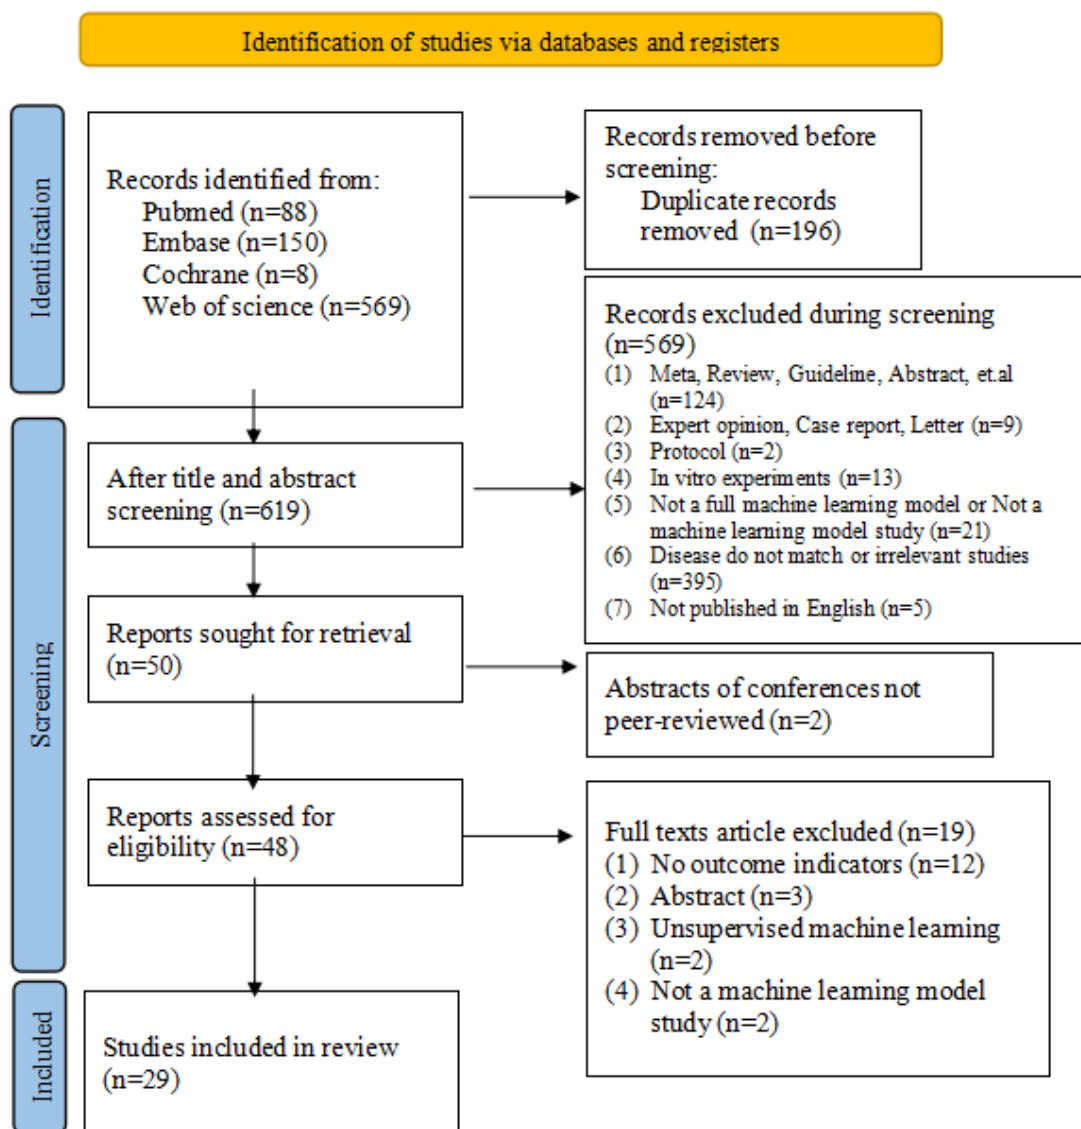 Identification of studies via databases and registers
Identification
Records identified from:
Pubmed (n=88)
Embase (n=150)
Cochrane (n=8)
Web of science (n=569)
Records removed before
screening:
Duplicate records
removed (n=196)
Screening
After title and abstract
screening (n=619)
Records excluded during screening
(n=569)
(1) Meta, Review, Guideline, Abstract, et.al
(n=124)
(2) Expert opinion, Case report, Letter (n=9)
(3) Protocol (n=2)
(4) In vitro experiments (n=13)
(5) Not a full machine learning model or Not a
machine learning model study (n=21)
(6) Disease do not match or irrelevant studies
(n=395)
(7) Not published in English (n=5)
Reports sought for retrieval
(n=50)
Abstracts of conferences not
peer-reviewed (n=2)
Reports assessed for
eligibility (n=48)
Full texts article excluded (n=19)
(1) No outcome indicators (n=12)
(2) Abstract (n=3)
(3) Unsupervised machine learning
(n=2)
(4) Not a machine learning model
study (n=2)
Included
Studies included in review
(n=29)